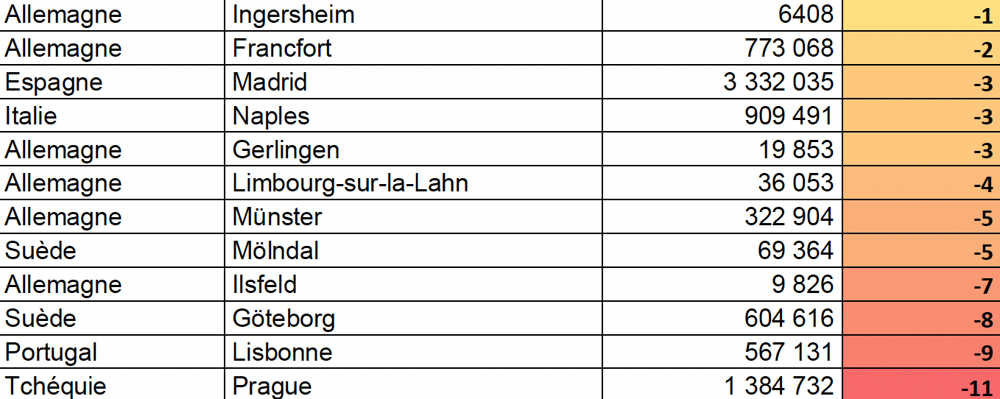 Allemagne Ingersheim 6408 -1
Allemagne Francfort 773 068 -2
Espagne Madrid 3 332 035 -3
Italie Naples 909 491 -3
Allemagne Gerlingen 19 853 -3
Allemagne Limbourg-sur-la-Lahn 36 053 -4
Allemagne Münster 322 904 -5
Suède Mölndal 69 364 -5
Allemagne Ilsfeld 9 826 -7
Suède Göteborg 604 616 -8
Portugal Lisbonne 567 131 -9
Tchéquie Prague 1 384 732 -11